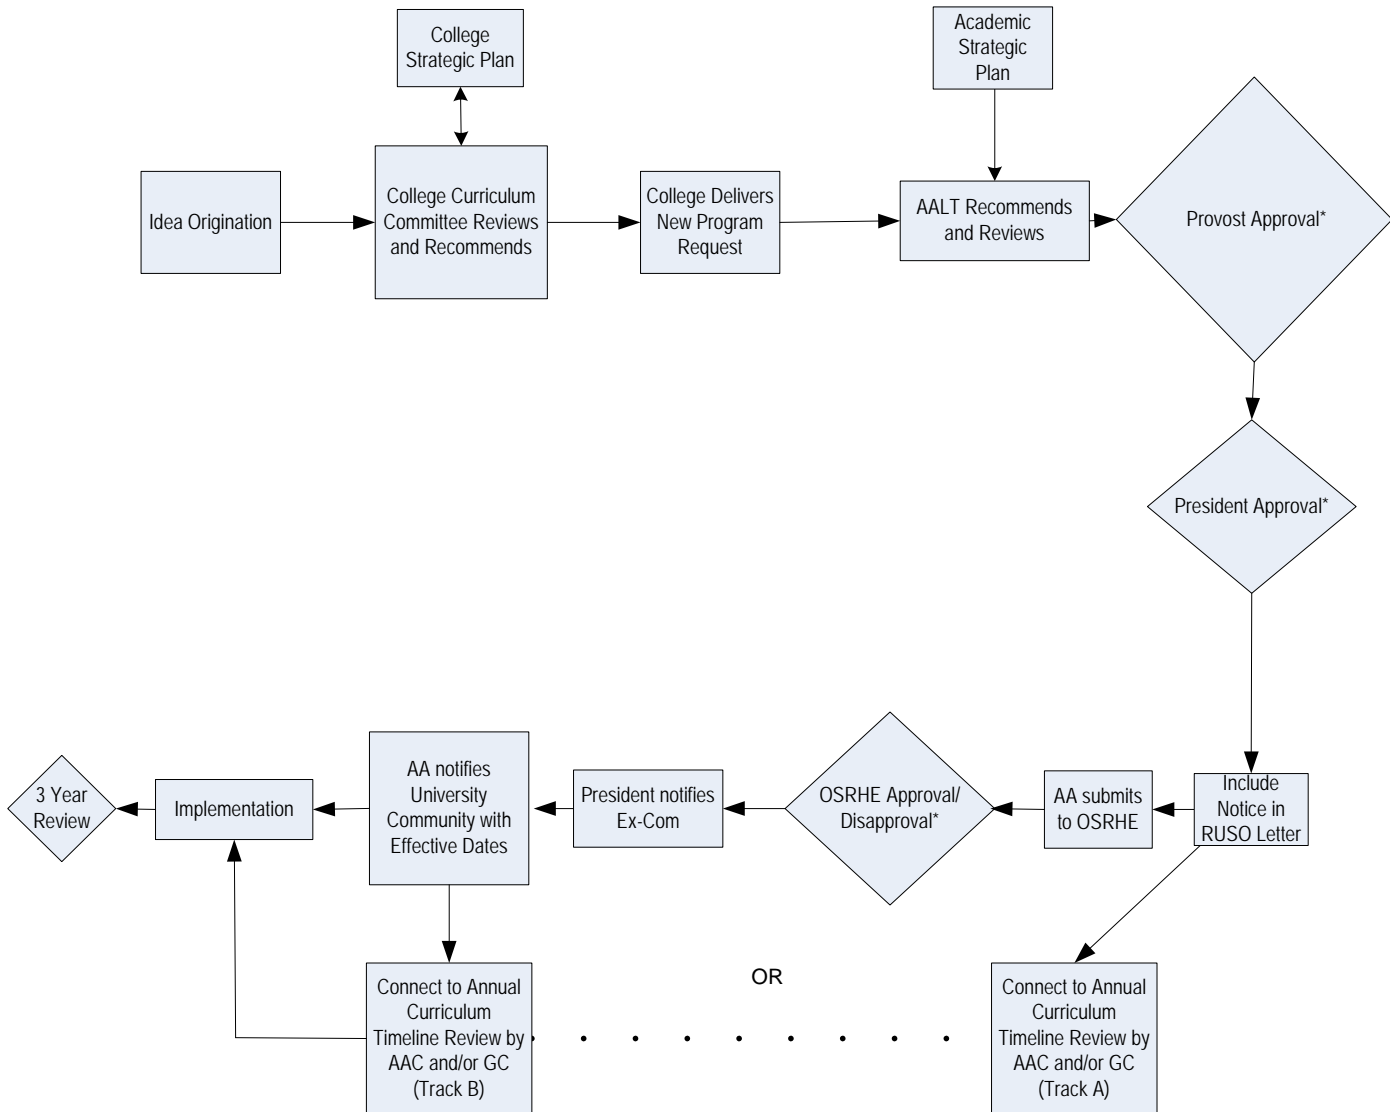 College
Strategic Plan
Academic
Strategic
Plan
Idea Origination
College Curriculum
Committee Reviews
and Recommends
College Delivers
New Program
Request
AALT Recommends
and Reviews
Provost Approval*
President Approval*
3 Year
Review
Implementation
AA notifies
University
Community with
Effective Dates
President notifies
Ex-Com
OSRHE Approval/
Disapproval*
AA submits
to OSRHE
Include
Notice in
RUSO Letter
Connect to Annual
Curriculum
Timeline Review by
AAC and/or GC
(Track B)
OR
Connect to Annual
Curriculum
Timeline Review by
AAC and/or GC
(Track A)